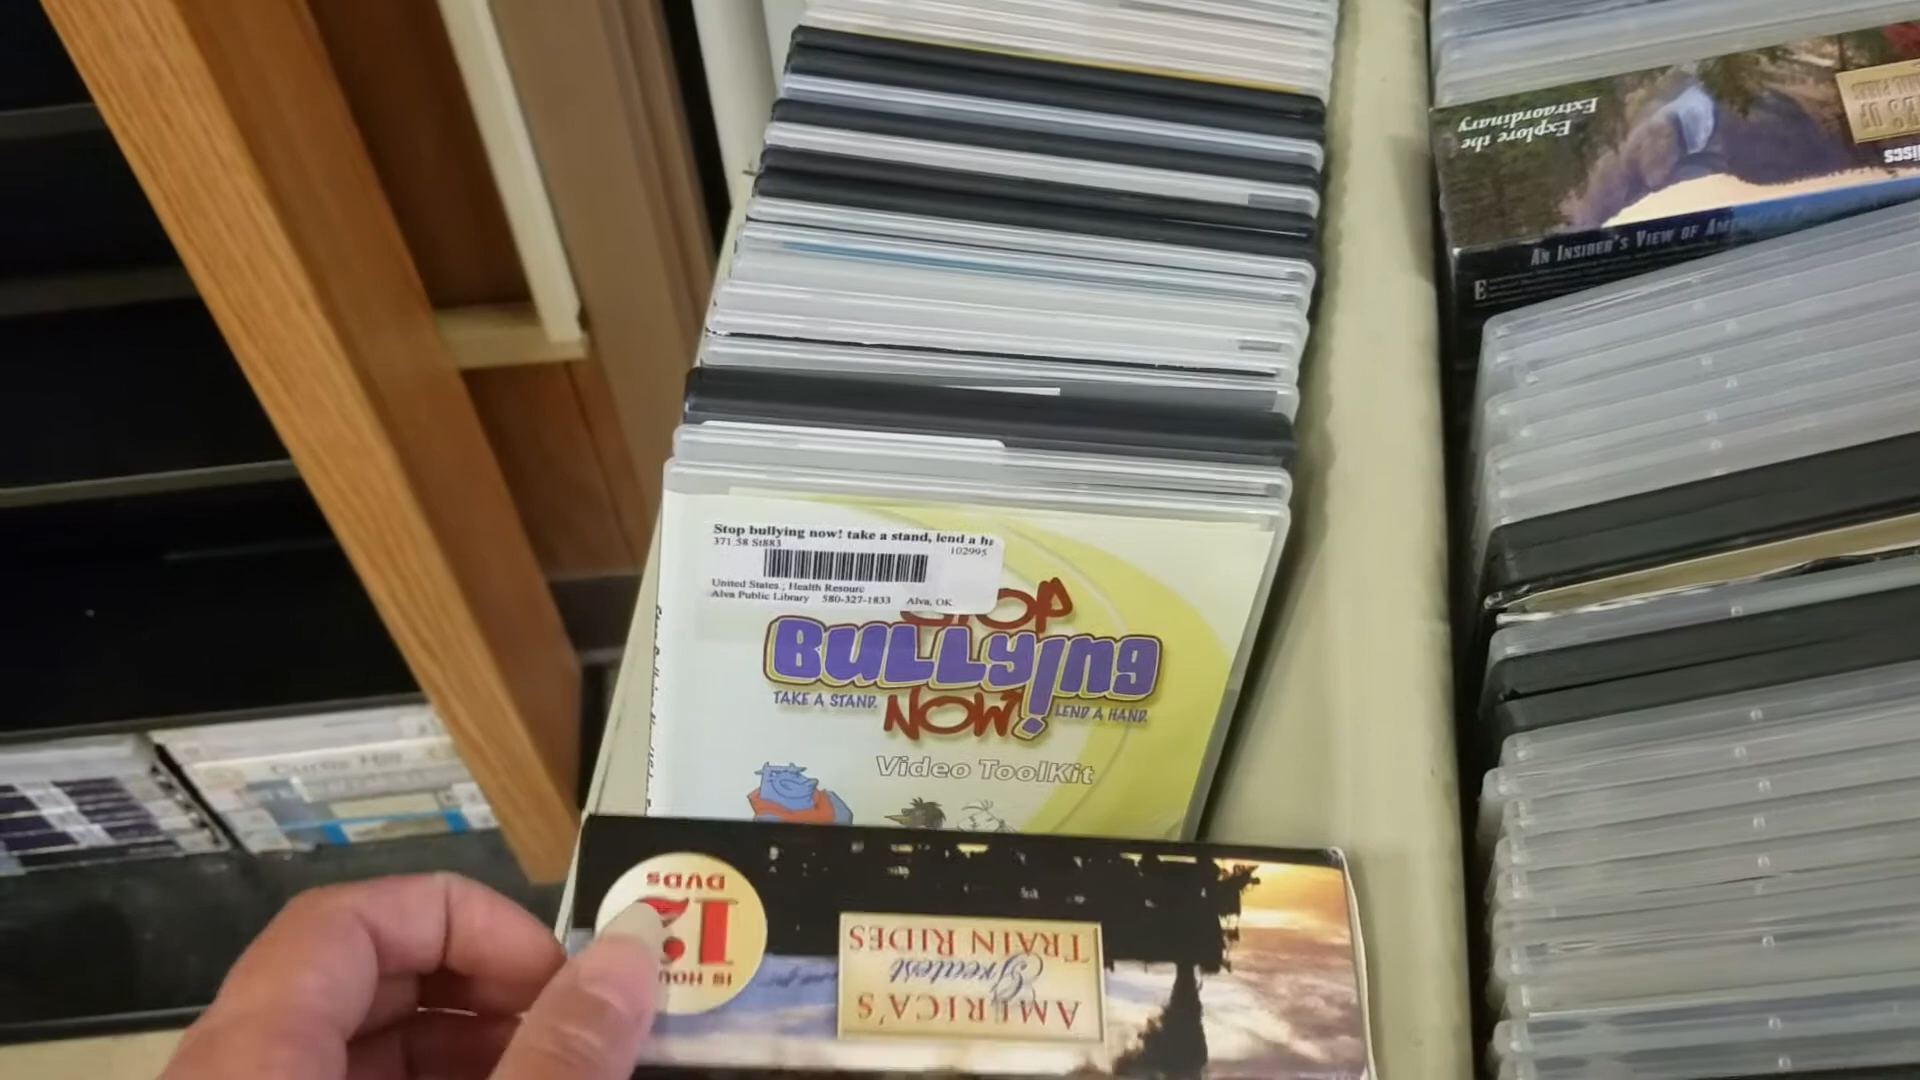 Explore the
Extraordinary
AN INSIDER'S VIEW OF
Stop bullying now! take a stand, lend a ha
371.58 St883
102995
United States., Health Resourc
Alva Public Library 580-327-1833 Alva, OK
STOP
BULLYING
TAKE A STAND.
NOW!
LEND A HAND.
Video ToolKit
12
DVDS
AMERICA'S
Greatest
TRAIN RIDES